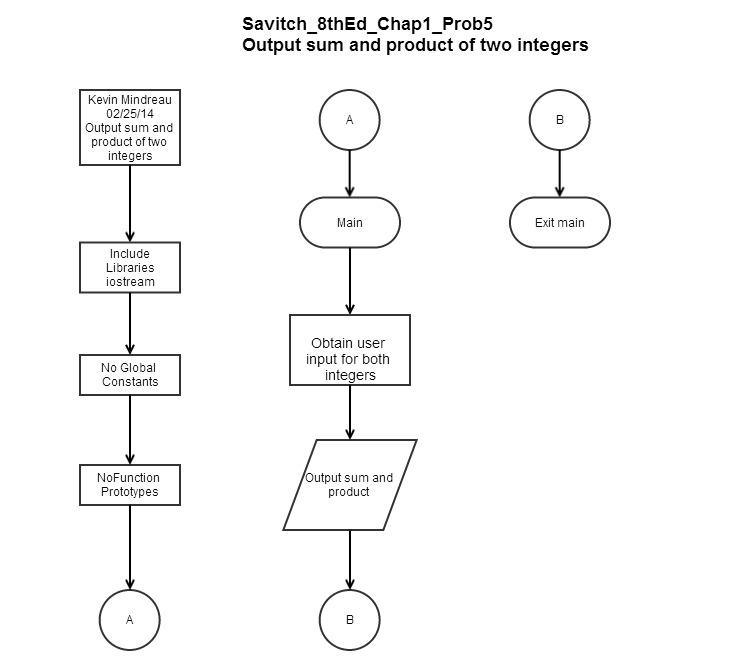 Savitch_8thEd_Chap1_Prob5
Output sum and product of two integers
Kevin Mindreau
02/25/14
Output sum and
product of two
integers
Include
Libraries
iostream
No Global
Constants
NoFunction
Prototypes
A
A
Main
Obtain user
input for both
integers
Output sum and
product
B
B
Exit main